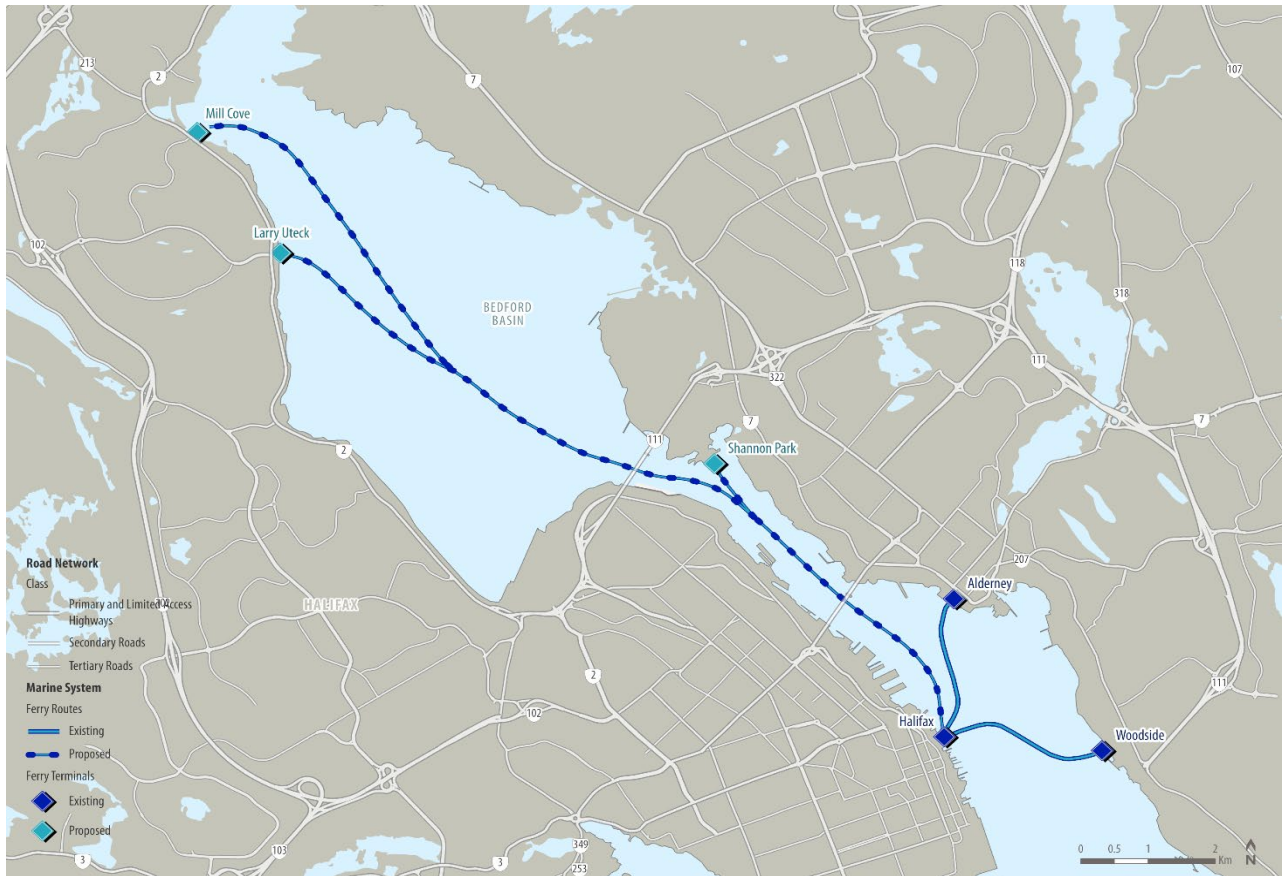 213
2
7
107
Mill Cove
Larry Uteck
102
BEDFORD
BASIN
118
318
111
322
7
7
111
Shannon Park
2
207
Alderney
Road Network
Class
Primary and Limited Access
Highways
HALIFAX
Secondary Roads
Tertiary Roads
2
111
Marine System
Ferry Routes
102
Halifax
Woodside
Existing
Proposed
Ferry Terminals
Existing
Proposed
3
103
3
349
253
0 0.5 1 2
Km
N